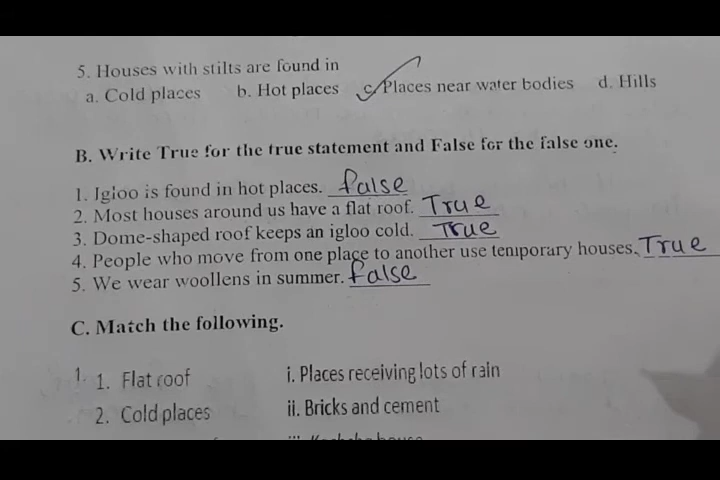 5. Houses with stilts are found in
a. Cold places b. Hot places c. Places near water bodies d. Hills
B. Write True for the true statement and False for the false one.
1. Igloo is found in hot places. False
2. Most houses around us have a flat roof. True
3. Dome-shaped roof keeps an igloo cold. True
4. People who move from one place to another use temporary houses. True
5. We wear woollens in summer. False
C. Match the following.
1. 1. Flat roof i. Places receiving lots of rain
2. Cold places ii. Bricks and cement